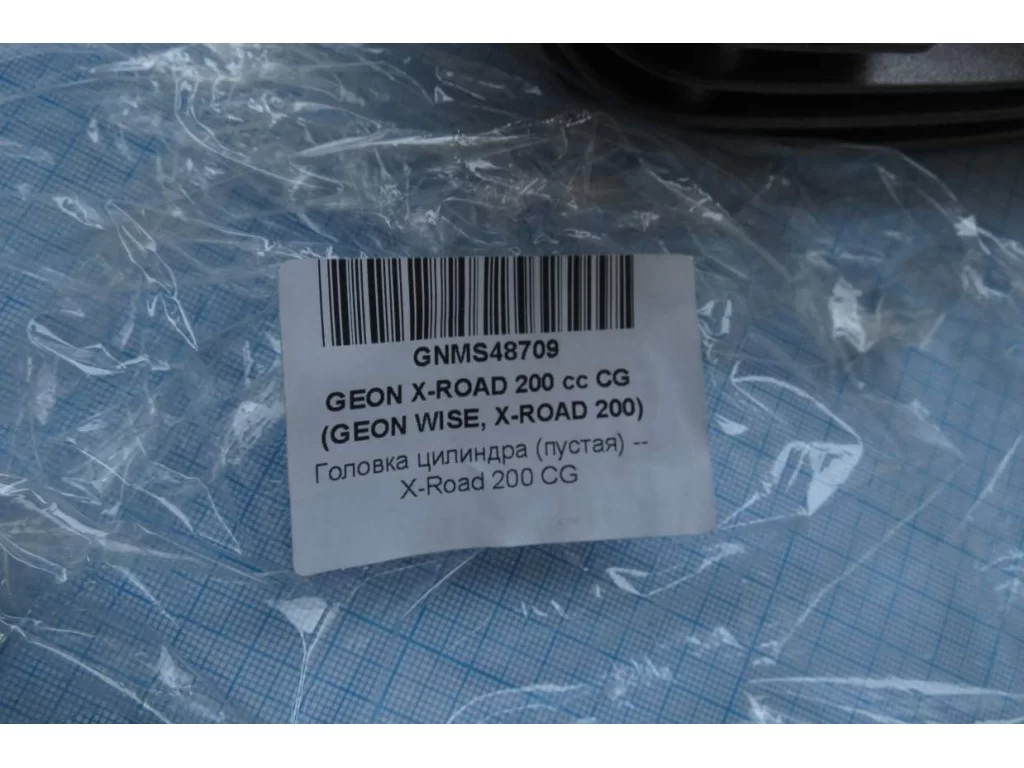 GNMS48709
GEON X-ROAD 200 cc CG
(GEON WISE, X-ROAD 200)
Головка цилиндра (пустая) --
X-Road 200 CG